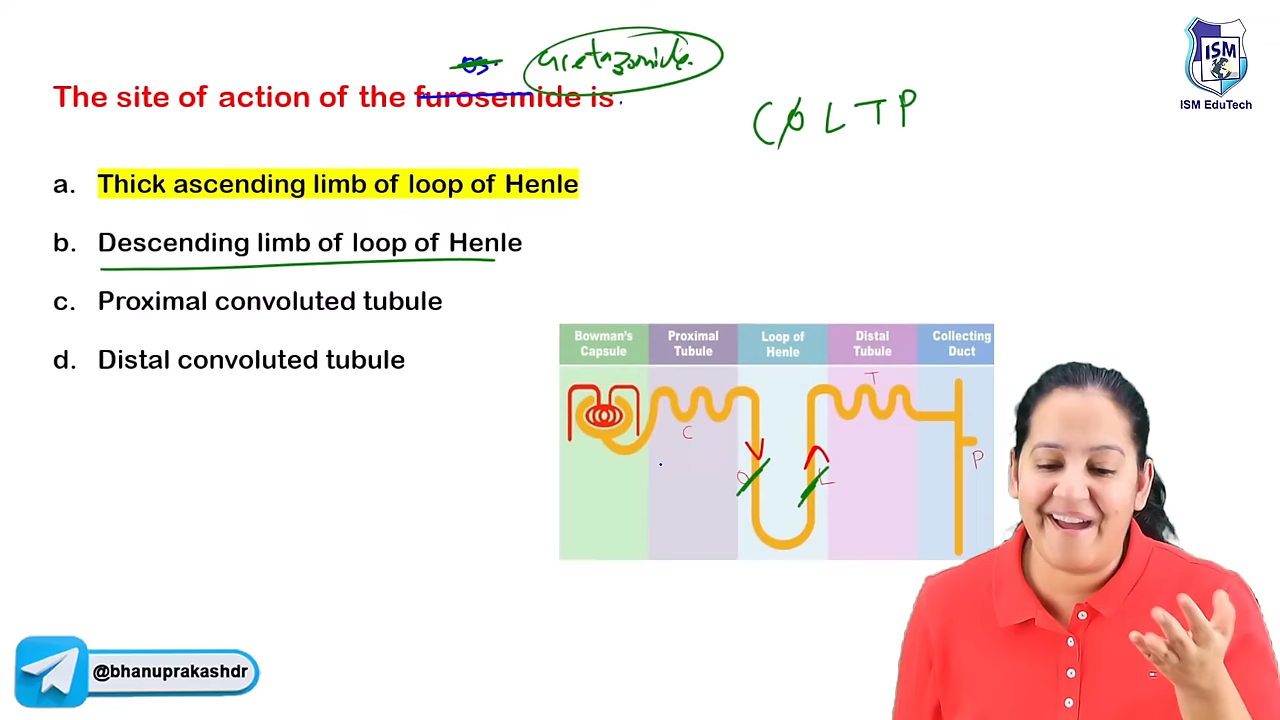 acetazomide.
The site of action of the furosemide is.
C O L T P
ISM
ISM EduTech
a. Thick ascending limb of loop of Henle
b. Descending limb of loop of Henle
c. Proximal convoluted tubule
d. Distal convoluted tubule
Bowman's Capsule
Proximal Tubule
Loop of Henle
Distal Tubule
Collecting Duct
T
C
P
L
@bhanuprakashdr